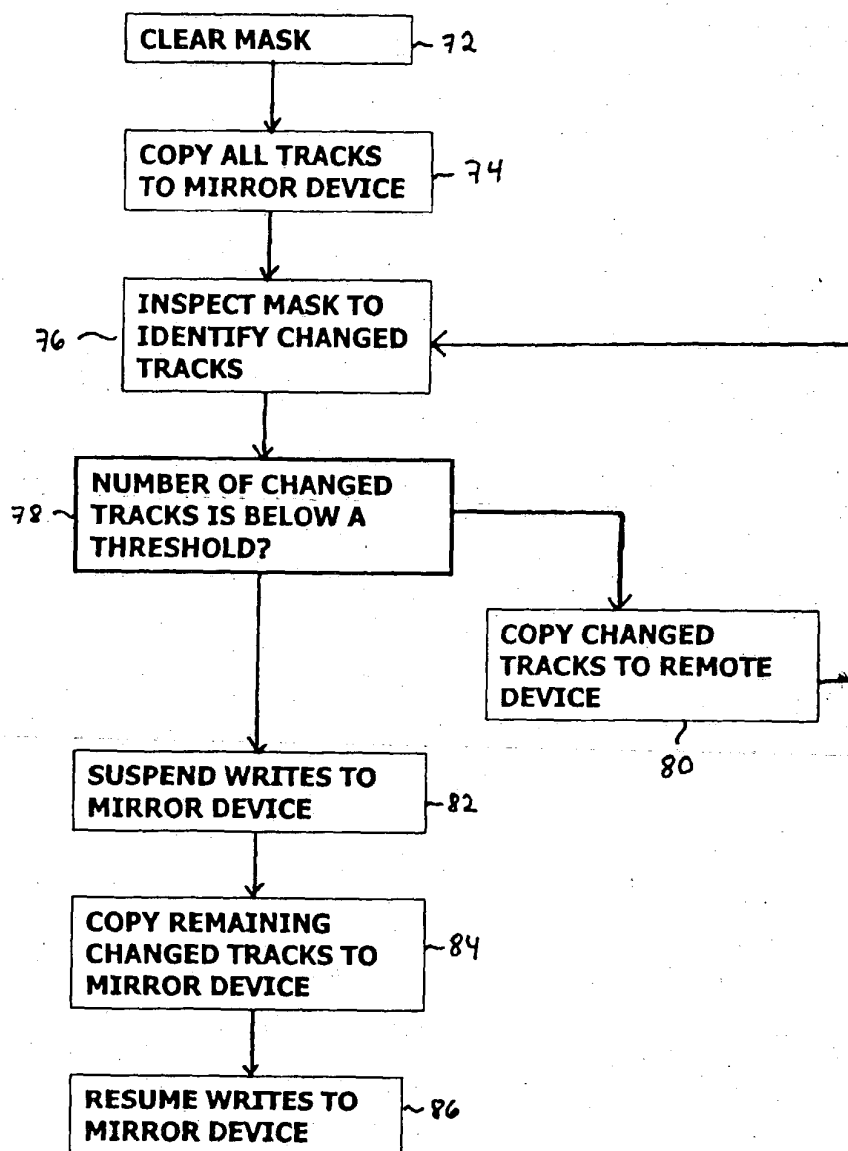 CLEAR MASK
72
COPY ALL TRACKS
TO MIRROR DEVICE
74
INSPECT MASK TO
IDENTIFY CHANGED
TRACKS
76
NUMBER OF CHANGED
TRACKS IS BELOW A
THRESHOLD?
78
COPY CHANGED
TRACKS TO REMOTE
DEVICE
80
SUSPEND WRITES TO
MIRROR DEVICE
82
COPY REMAINING
CHANGED TRACKS TO
MIRROR DEVICE
84
RESUME WRITES TO
MIRROR DEVICE
86